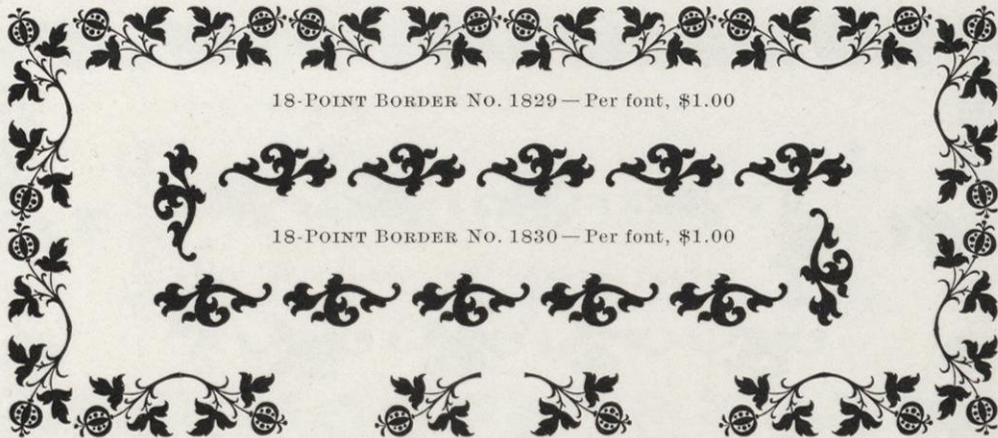 18-Point Border No. 1829—Per font, $1.00
18-Point Border No. 1830—Per font, $1.00